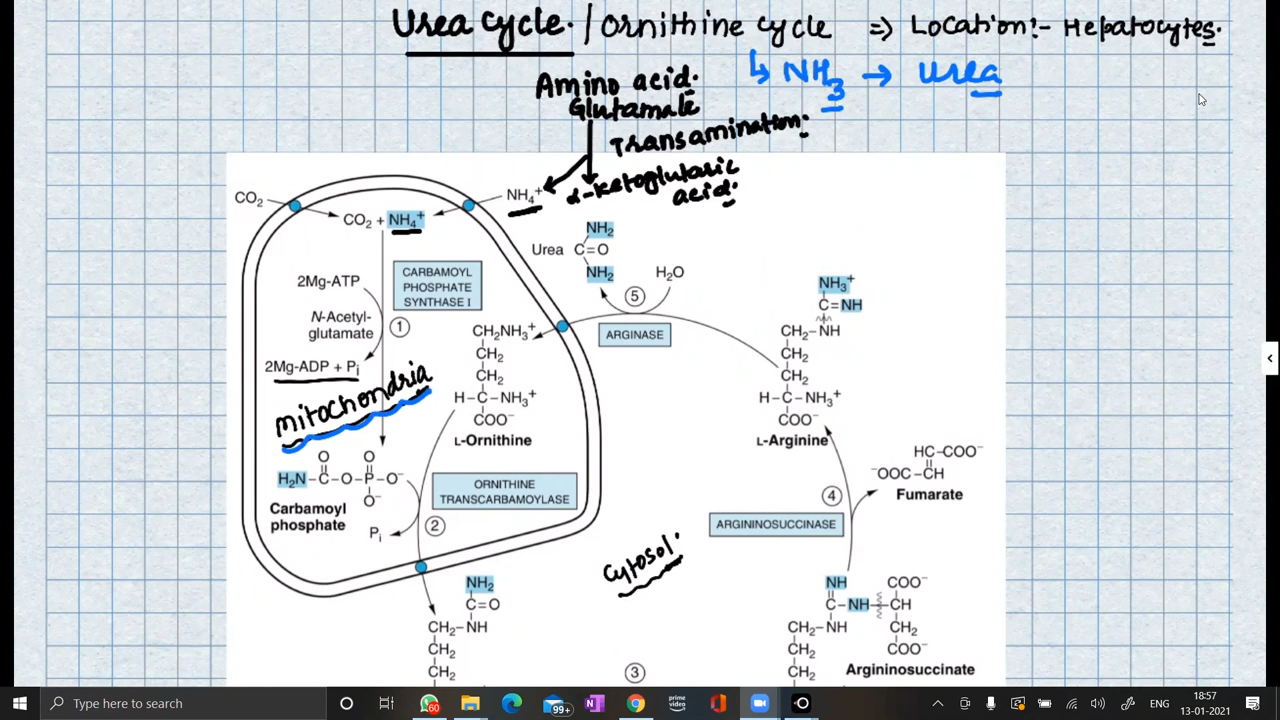 Urea cycle. / Ornithine cycle => Location:- Hepatocytes.
↳ NH3 → urea
Amino acid.
Glutamate
Transamination.
α-ketoglutaric
acid.
CO2
NH4+
CO2 + NH4+
2Mg-ATP
CARBAMOYL
PHOSPHATE
SYNTHASE I
N-Acetyl-
glutamate
1
2Mg-ADP + Pi
mitochondria
O O
H2N–C–O–P–O-
O-
Carbamoyl
phosphate
Pi
CH2NH3+
CH2
CH2
H–C–NH3+
COO-
L-Ornithine
ORNITHINE
TRANSCARBAMOYLASE
2
NH2
C=O
CH2–NH
CH2
CH2
NH2
Urea C=O
NH2
H2O
5
ARGINASE
NH3+
C=NH
CH2–NH
CH2
CH2
H–C–NH3+
COO-
L-Arginine
HC–COO-
-OOC–CH
Fumarate
4
ARGININOSUCCINASE
Cytosol.
NH COO-
C–NH–CH
CH2–NH CH2
CH2 COO-
CH2
Argininosuccinate
3
Type here to search
60
99+
prime
video
ENG
18:57
13-01-2021